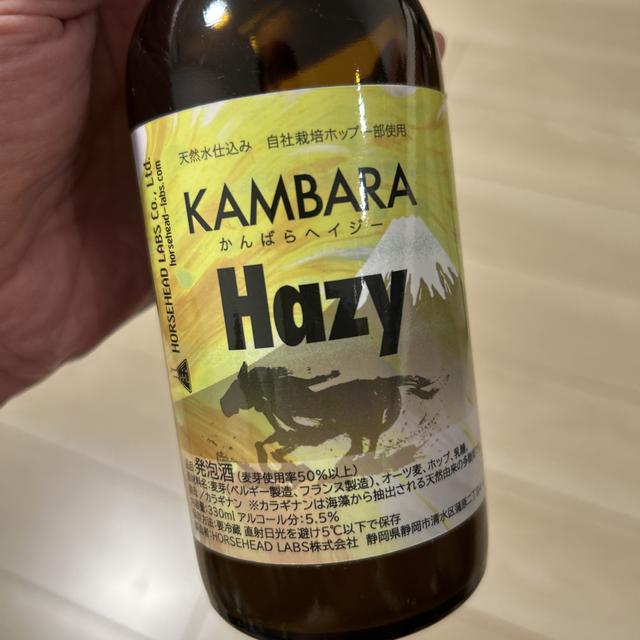 天然水仕込み 自社栽培ホップ一部使用
KAMBARA
かんばらヘイジー
Hazy
HORSEHEAD LABS Co., Ltd.
horsehead-labs.com
発泡酒 (麦芽使用率50%以上)
麦芽(ベルギー製造、フランス製造)、オーツ麦、ホップ、乳糖
/カラギナン ※カラギナンは海藻から抽出される天然由来の多糖
330ml アルコール分:5.5%
要冷蔵 直射日光を避け5℃以下で保存
HORSEHEAD LABS株式会社 静岡県静岡市清水区蒲原二丁目